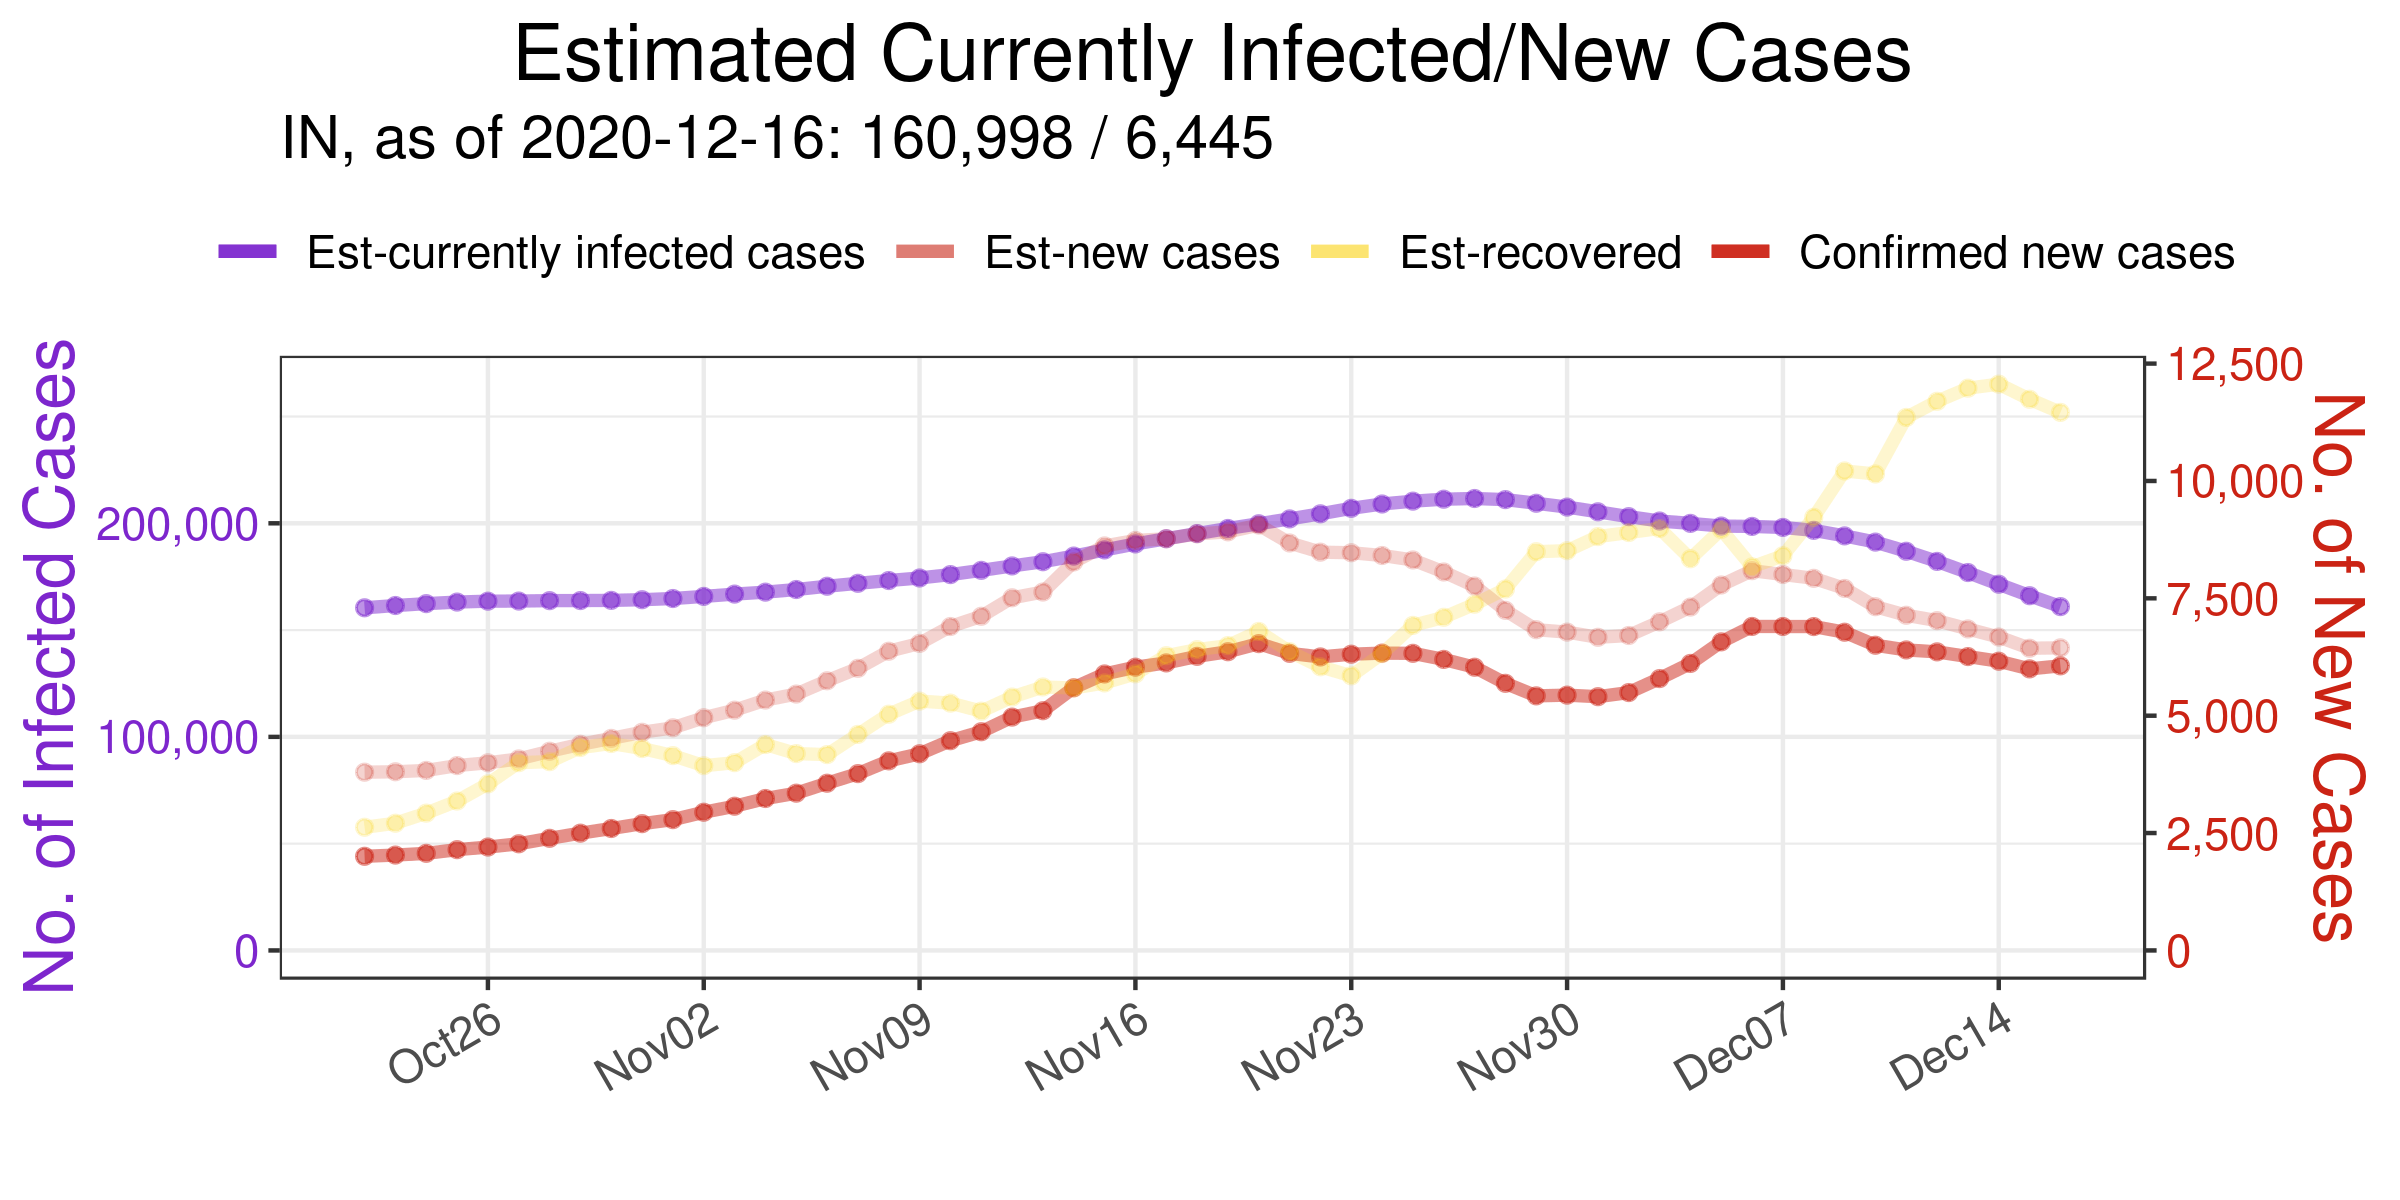 Estimated Currently Infected/New Cases
IN, as of 2020-12-16: 160,998 / 6,445
Est-currently infected cases Est-new cases Est-recovered Confirmed new cases
No. of Infected Cases
200,000
100,000
0
12,500
10,000
7,500
5,000
2,500
0
No. of New Cases
Oct26 Nov02 Nov09 Nov16 Nov23 Nov30 Dec07 Dec14